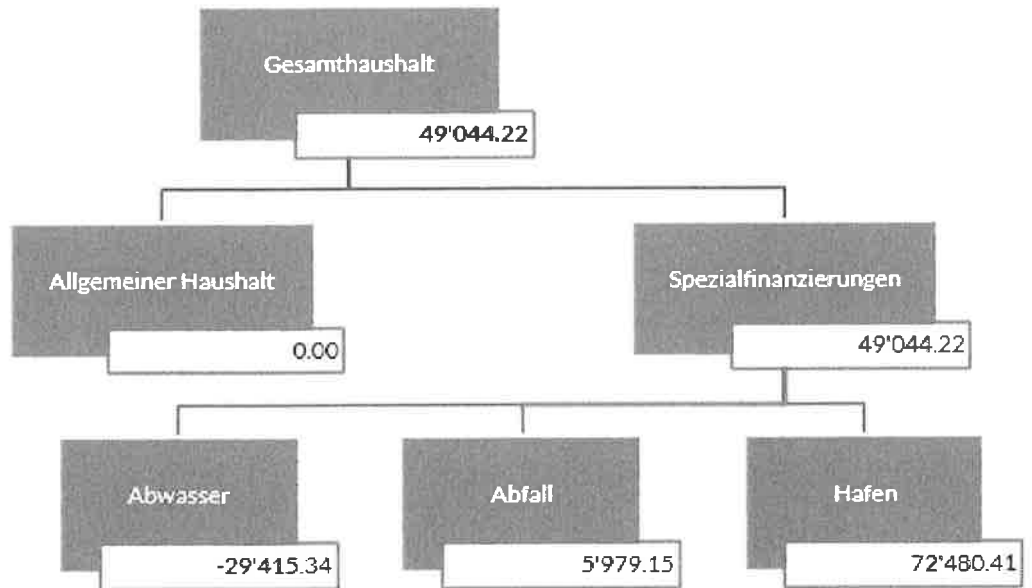 Gesamthaushalt
49'044.22
Allgemeiner Haushalt
0.00
Spezialfinanzierungen
49'044.22
Abwasser
-29'415.34
Abfall
5'979.15
Hafen
72'480.41